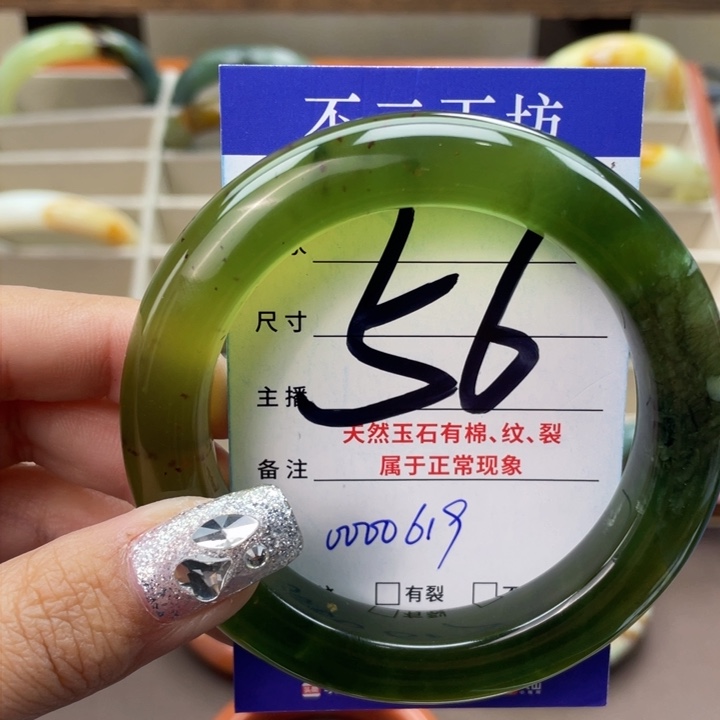 56
尺寸
主播
天然玉石有棉、纹、裂
备注
属于正常现象
0000619
有裂